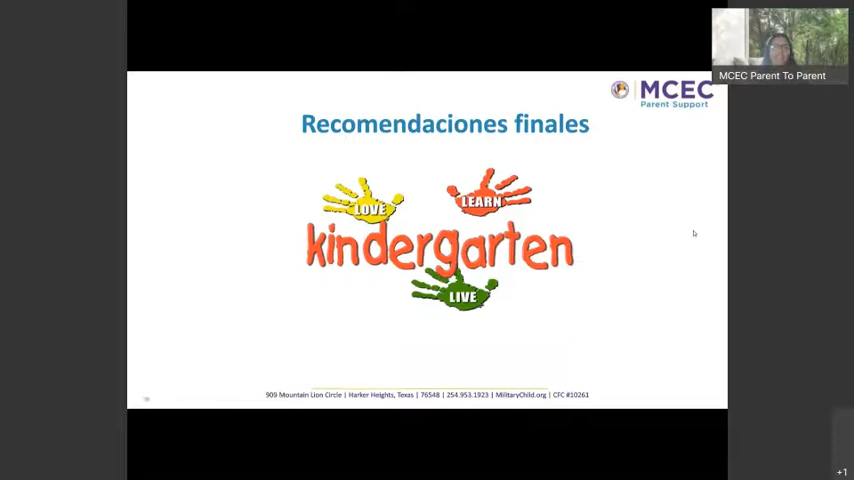 MCEC Parent To Parent
MCEC
Parent Support
Recomendaciones finales
LOVE
LEARN
kindergarten
LIVE
909 Mountain Lion Circle | Harker Heights, Texas | 76548 | 254.953.1923 | MilitaryChild.org | CFC #10261
+1